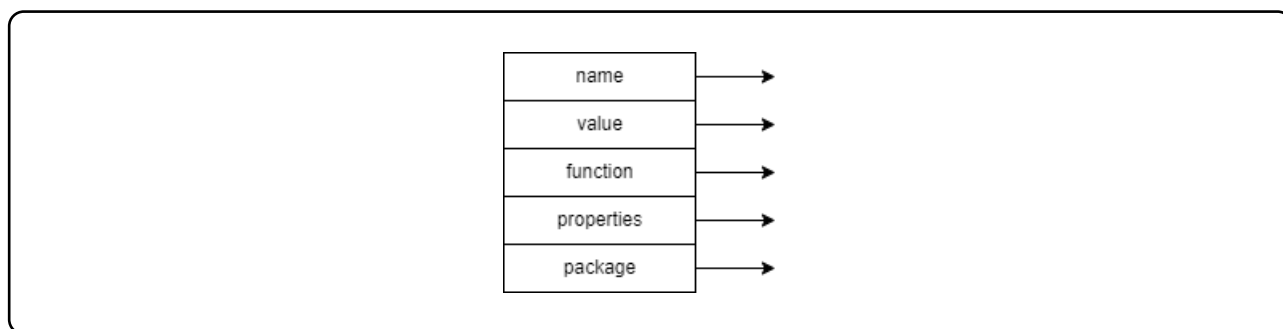 name
value
function
properties
package